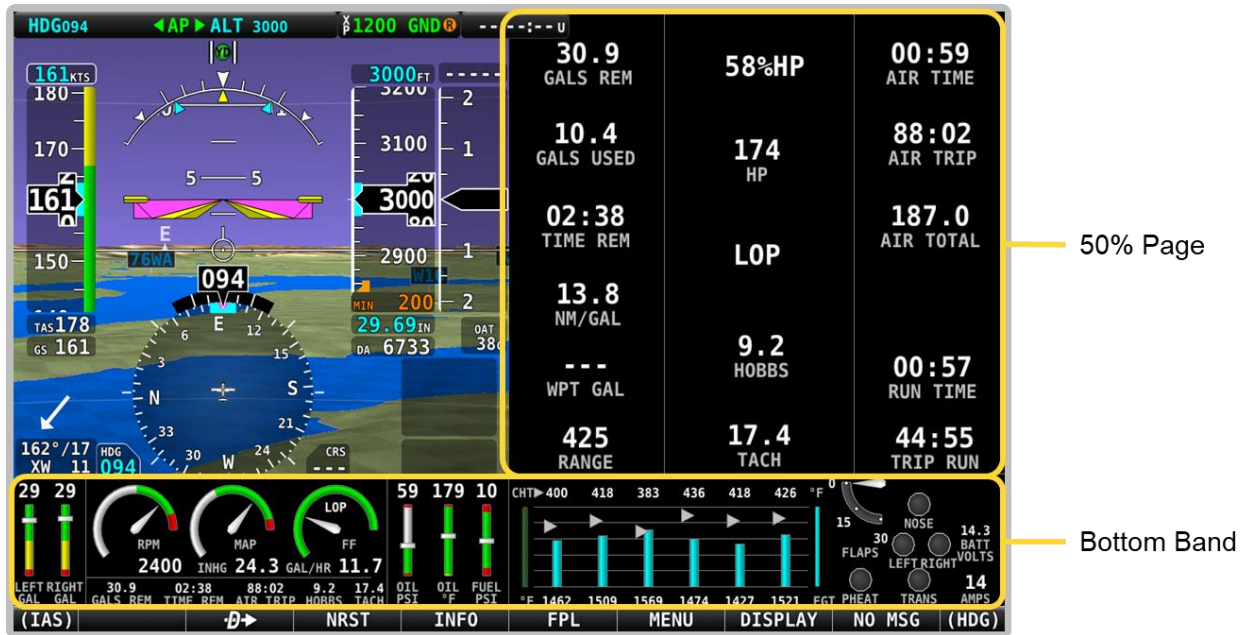 HDG094 ◀AP▶ ALT 3000 XP1200 GND R -----:-- U
YD
161KTS
180
170
161
150
TAS178
GS 161
5 5
E
76WA
3000FT -----
3200
3100
3000
2900
MIN 200
29.69IN
DA 6733
2
1
1
2
W10
OAT
38
094
E
12
15
S
21
24
W
30
33
N
3
6
162°/17
XW 11
HDG
094
CRS
---
30.9
GALS REM
10.4
GALS USED
02:38
TIME REM
13.8
NM/GAL
---
WPT GAL
425
RANGE
58%HP
174
HP
LOP
9.2
HOBBS
17.4
TACH
00:59
AIR TIME
88:02
AIR TRIP
187.0
AIR TOTAL
00:57
RUN TIME
44:55
TRIP RUN
50% Page
29 29
LEFT RIGHT
GAL GAL
RPM
2400
MAP
INHG 24.3
LOP
FF
GAL/HR 11.7
30.9 02:38 88:02 9.2 17.4
GALS REM TIME REM AIR TRIP HOBBS TACH
59 179 10
OIL OIL FUEL
PSI °F PSI
CHT▶400 418 383 436 418 426 °F
°F 1462 1509 1569 1474 1427 1521 EGT
0
15
30
FLAPS
NOSE
LEFT RIGHT
PHEAT
TRANS
14.3
BATT
VOLTS
14
AMPS
Bottom Band
(IAS) D NRST INFO FPL MENU DISPLAY NO MSG (HDG)